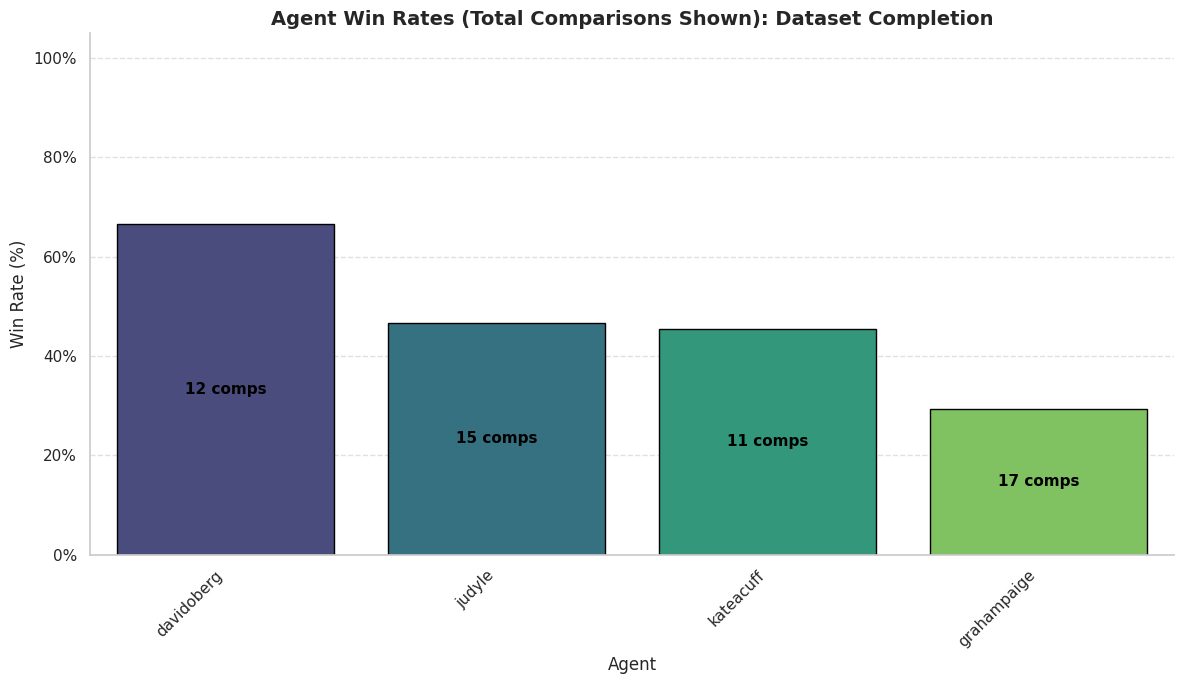 Agent Win Rates (Total Comparisons Shown): Dataset Completion
100%
80%
60%
40%
20%
0%
Win Rate (%)
12 comps
15 comps
11 comps
17 comps
davidoberg
judyle
kateacuff
grahampaige
Agent